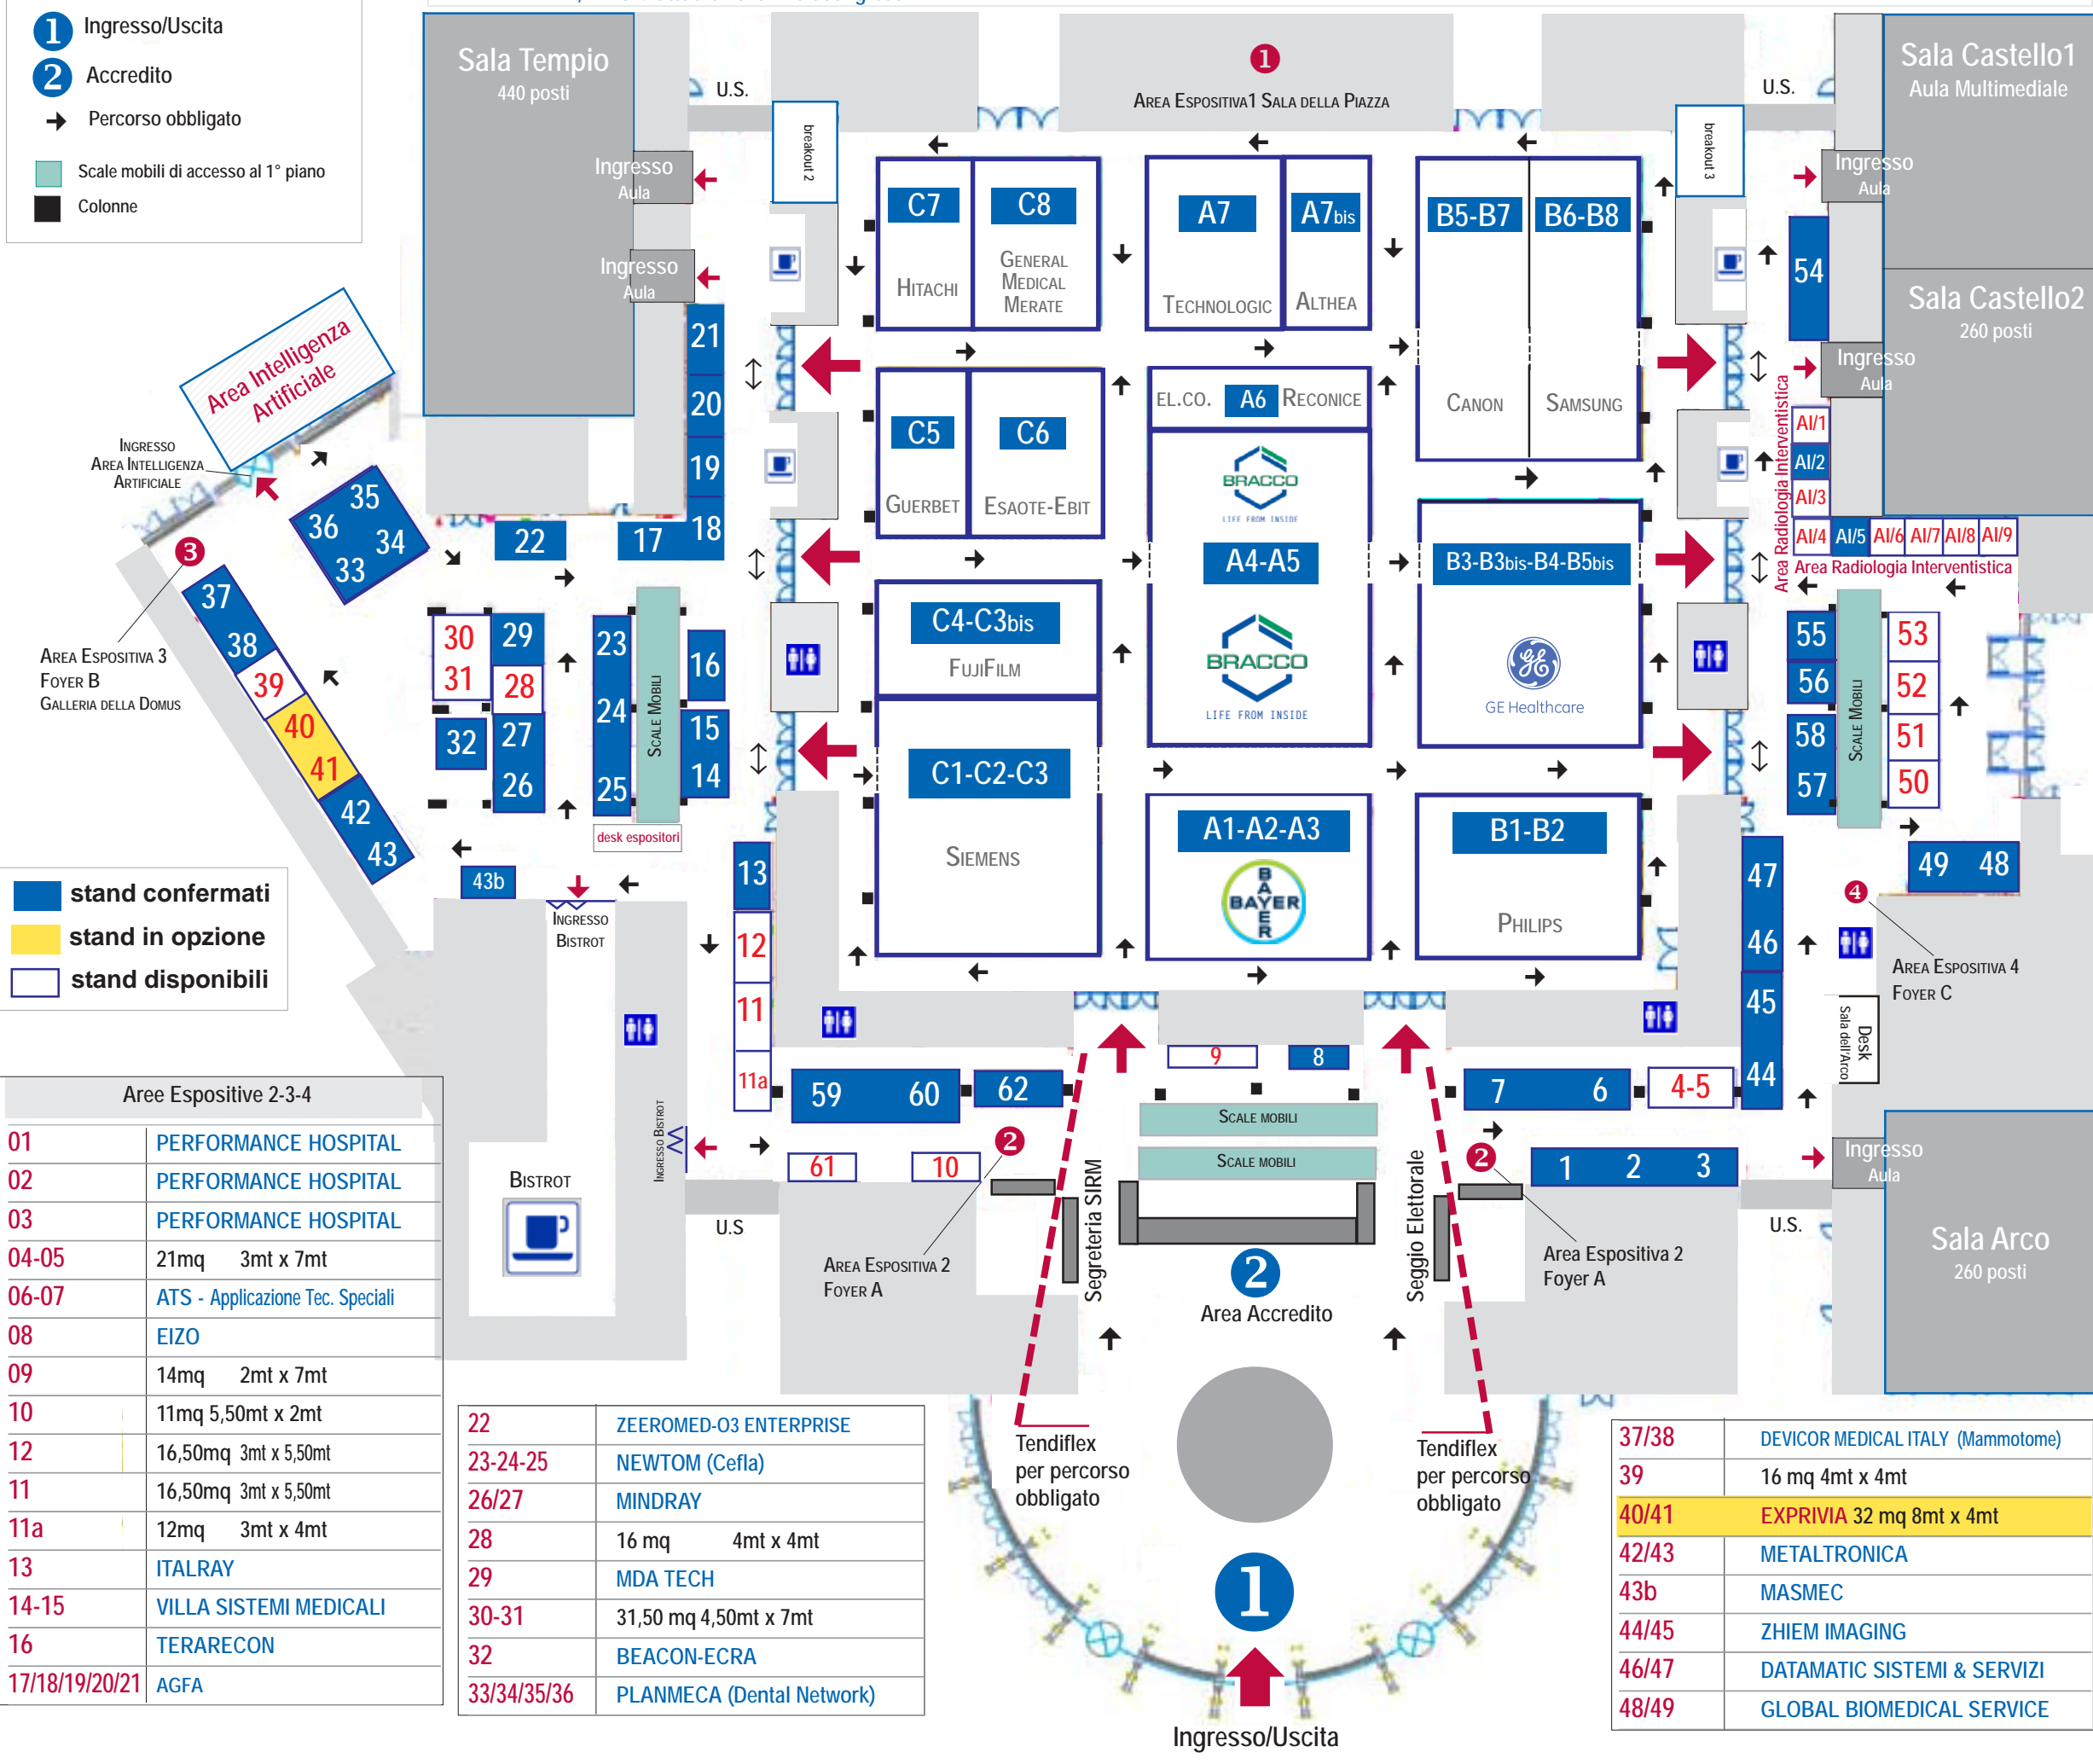 1 Ingresso/Uscita
2 Accredito
Percorso obbligato
Scale mobili di accesso al 1° piano
Colonne
Sala Tempio
440 posti
U.S.
breakout 2
1
AREA ESPOSITIVA1 SALA DELLA PIAZZA
breakout 3
U.S.
Sala Castello1
Aula Multimediale
Ingresso
Aula
Ingresso
Aula
Ingresso
Aula
Sala Castello2
260 posti
Ingresso
Aula
C7
HITACHI
C8
GENERAL
MEDICAL
MERATE
A7
TECHNOLOGIC
A7bis
ALTHEA
B5-B7
CANON
B6-B8
SAMSUNG
54
21
20
19
18
17
22
Area Intelligenza
Artificiale
INGRESSO
AREA INTELLIGENZA
ARTIFICIALE
35
36
34
33
3
AREA ESPOSITIVA 3
FOYER B
GALLERIA DELLA DOMUS
37
38
39
40
41
42
43
C5
GUERBET
C6
ESAOTE-EBIT
EL.CO.
A6
RECONICE
BRACCO
LIFE FROM INSIDE
A4-A5
BRACCO
LIFE FROM INSIDE
B3-B3bis-B4-B5bis
GE
GE Healthcare
Area Radiologia Interventistica
AI/1
AI/2
AI/3
AI/4 AI/5 AI/6 AI/7 AI/8 AI/9
Area Radiologia Interventistica
30
31
29
28
32
27
26
23
24
25
SCALE MOBILI
16
15
14
desk espositori
C4-C3bis
FUJIFILM
C1-C2-C3
SIEMENS
A1-A2-A3
BAYER
BAYER
B1-B2
PHILIPS
55
56
58
57
SCALE MOBILI
53
52
51
50
49 48
47
46
45
44
4
AREA ESPOSITIVA 4
FOYER C
Desk
Sala dell'Arco
stand confermati
stand in opzione
stand disponibili
43b
INGRESSO
BISTROT
13
12
11
11a
59 60 62
9
8
7 6 4-5
SCALE MOBILI
SCALE MOBILI
INGRESSO BISTROT
61
10
2
2
1 2 3
Ingresso
Aula
BISTROT
U.S
AREA ESPOSITIVA 2
FOYER A
Segreteria SIRM
2
Area Accredito
Seggio Elettorale
Area Espositiva 2
Foyer A
U.S.
Sala Arco
260 posti
Tendiflex
per percorso
obbligato
Tendiflex
per percorso
obbligato
1
Ingresso/Uscita
Aree Espositive 2-3-4
01 PERFORMANCE HOSPITAL
02 PERFORMANCE HOSPITAL
03 PERFORMANCE HOSPITAL
04-05 21mq 3mt x 7mt
06-07 ATS - Applicazione Tec. Speciali
08 EIZO
09 14mq 2mt x 7mt
10 11mq 5,50mt x 2mt
12 16,50mq 3mt x 5,50mt
11 16,50mq 3mt x 5,50mt
11a 12mq 3mt x 4mt
13 ITALRAY
14-15 VILLA SISTEMI MEDICALI
16 TERARECON
17/18/19/20/21 AGFA
22 ZEEROMED-O3 ENTERPRISE
23-24-25 NEWTOM (Cefla)
26/27 MINDRAY
28 16 mq 4mt x 4mt
29 MDA TECH
30-31 31,50 mq 4,50mt x 7mt
32 BEACON-ECRA
33/34/35/36 PLANMECA (Dental Network)
37/38 DEVICOR MEDICAL ITALY (Mammotome)
39 16 mq 4mt x 4mt
40/41 EXPRIVIA 32 mq 8mt x 4mt
42/43 METALTRONICA
43b MASMEC
44/45 ZHIEM IMAGING
46/47 DATAMATIC SISTEMI & SERVIZI
48/49 GLOBAL BIOMEDICAL SERVICE